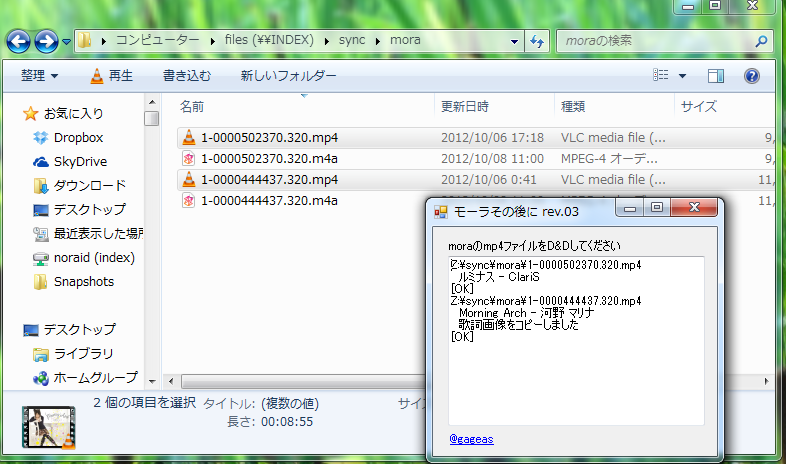 コンピューター ▸ files (¥¥INDEX) ▸ sync ▸ mora
moraの検索
整理 再生 書き込む 新しいフォルダー
名前 更新日時 種類 サイズ
お気に入り
Dropbox
SkyDrive
ダウンロード
デスクトップ
最近表示した場所
noraid (index)
Snapshots
デスクトップ
ライブラリ
ホームグループ
1-0000502370.320.mp4 2012/10/06 17:18 VLC media file (... 9,
1-0000502370.320.m4a 2012/10/08 11:00 MPEG-4 オーデ... 9,
1-0000444437.320.mp4 2012/10/06 0:41 VLC media file (... 11,
1-0000444437.320.m4a 11,
モーラその後に rev.03
moraのmp4ファイルをD&Dしてください
Z:¥sync¥mora¥1-0000502370.320.mp4
ルミナス - ClariS
[OK]
Z:¥sync¥mora¥1-0000444437.320.mp4
Morning Arch - 河野 マリナ
歌詞画像をコピーしました
[OK]
@gageas
2 個の項目を選択 タイトル: (複数の値) サイ
長さ: 00:08:55